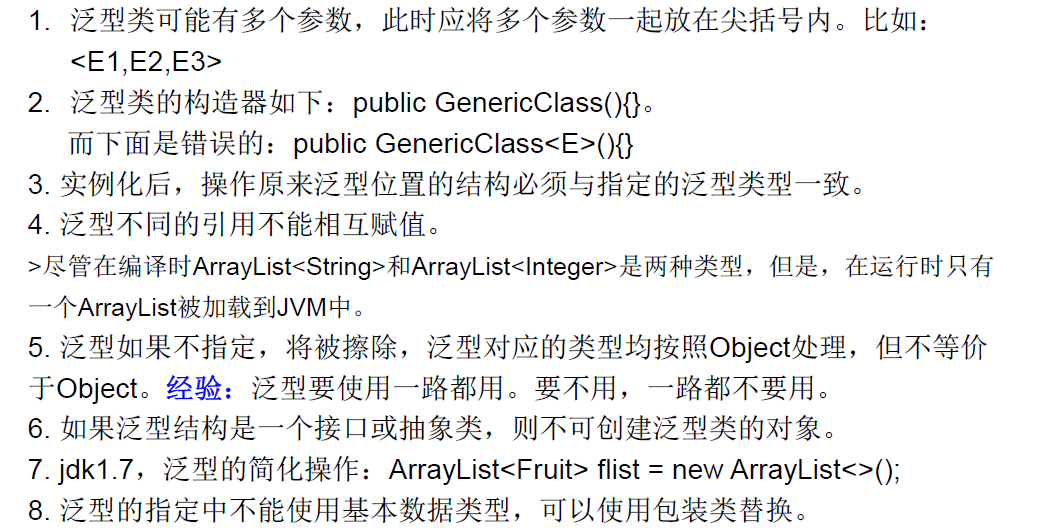 1. 泛型类可能有多个参数，此时应将多个参数一起放在尖括号内。比如：
<E1,E2,E3>
2. 泛型类的构造器如下：public GenericClass(){}。
而下面是错误的：public GenericClass<E>(){}
3. 实例化后，操作原来泛型位置的结构必须与指定的泛型类型一致。
4. 泛型不同的引用不能相互赋值。
>尽管在编译时ArrayList<String>和ArrayList<Integer>是两种类型，但是，在运行时只有
一个ArrayList被加载到JVM中。
5. 泛型如果不指定，将被擦除，泛型对应的类型均按照Object处理，但不等价
于Object。经验：泛型要使用一路都用。要不用，一路都不要用。
6. 如果泛型结构是一个接口或抽象类，则不可创建泛型类的对象。
7. jdk1.7，泛型的简化操作：ArrayList<Fruit> flist = new ArrayList<>();
8. 泛型的指定中不能使用基本数据类型，可以使用包装类替换。